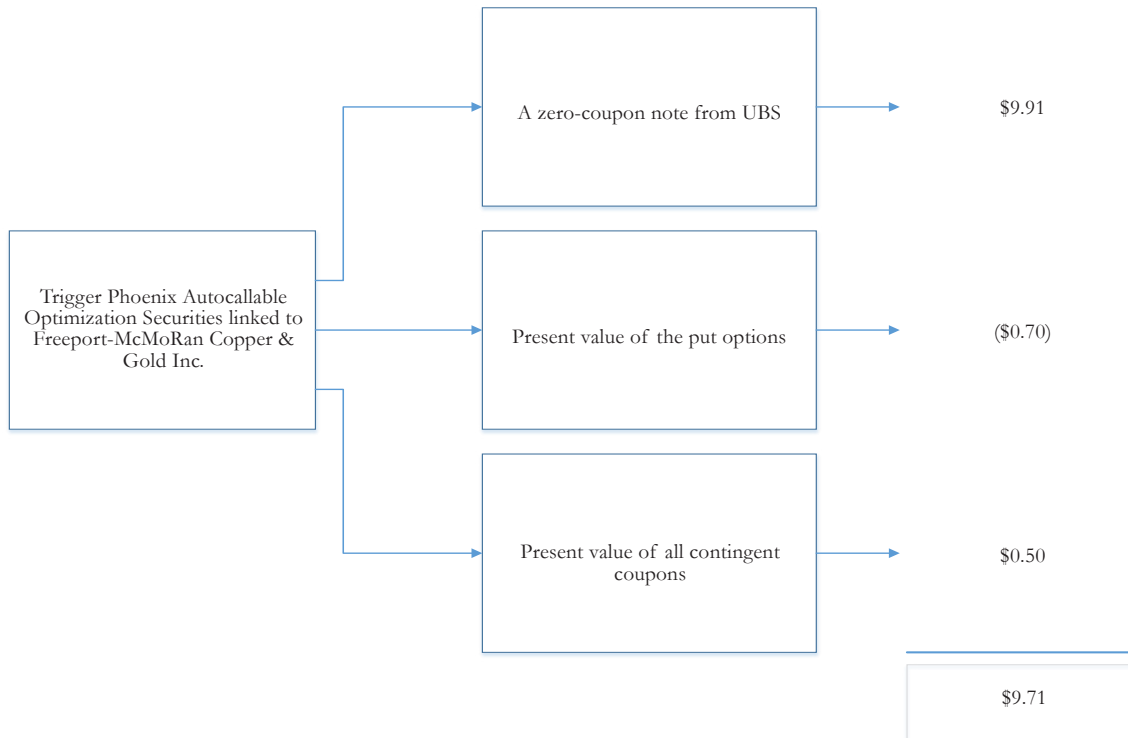 A zero-coupon note from UBS
$9.91
Trigger Phoenix Autocallable
Optimization Securities linked to
Freeport-McMoRan Copper &
Gold Inc.
Present value of the put options
($0.70)
Present value of all contingent
coupons
$0.50
$9.71